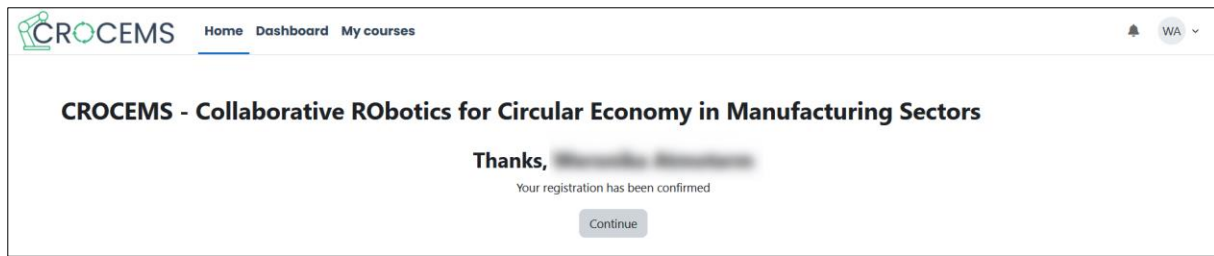 CROCEMS Home Dashboard My courses WA
CROCEMS - Collaborative RObotics for Circular Economy in Manufacturing Sectors
Thanks,
Your registration has been confirmed
Continue